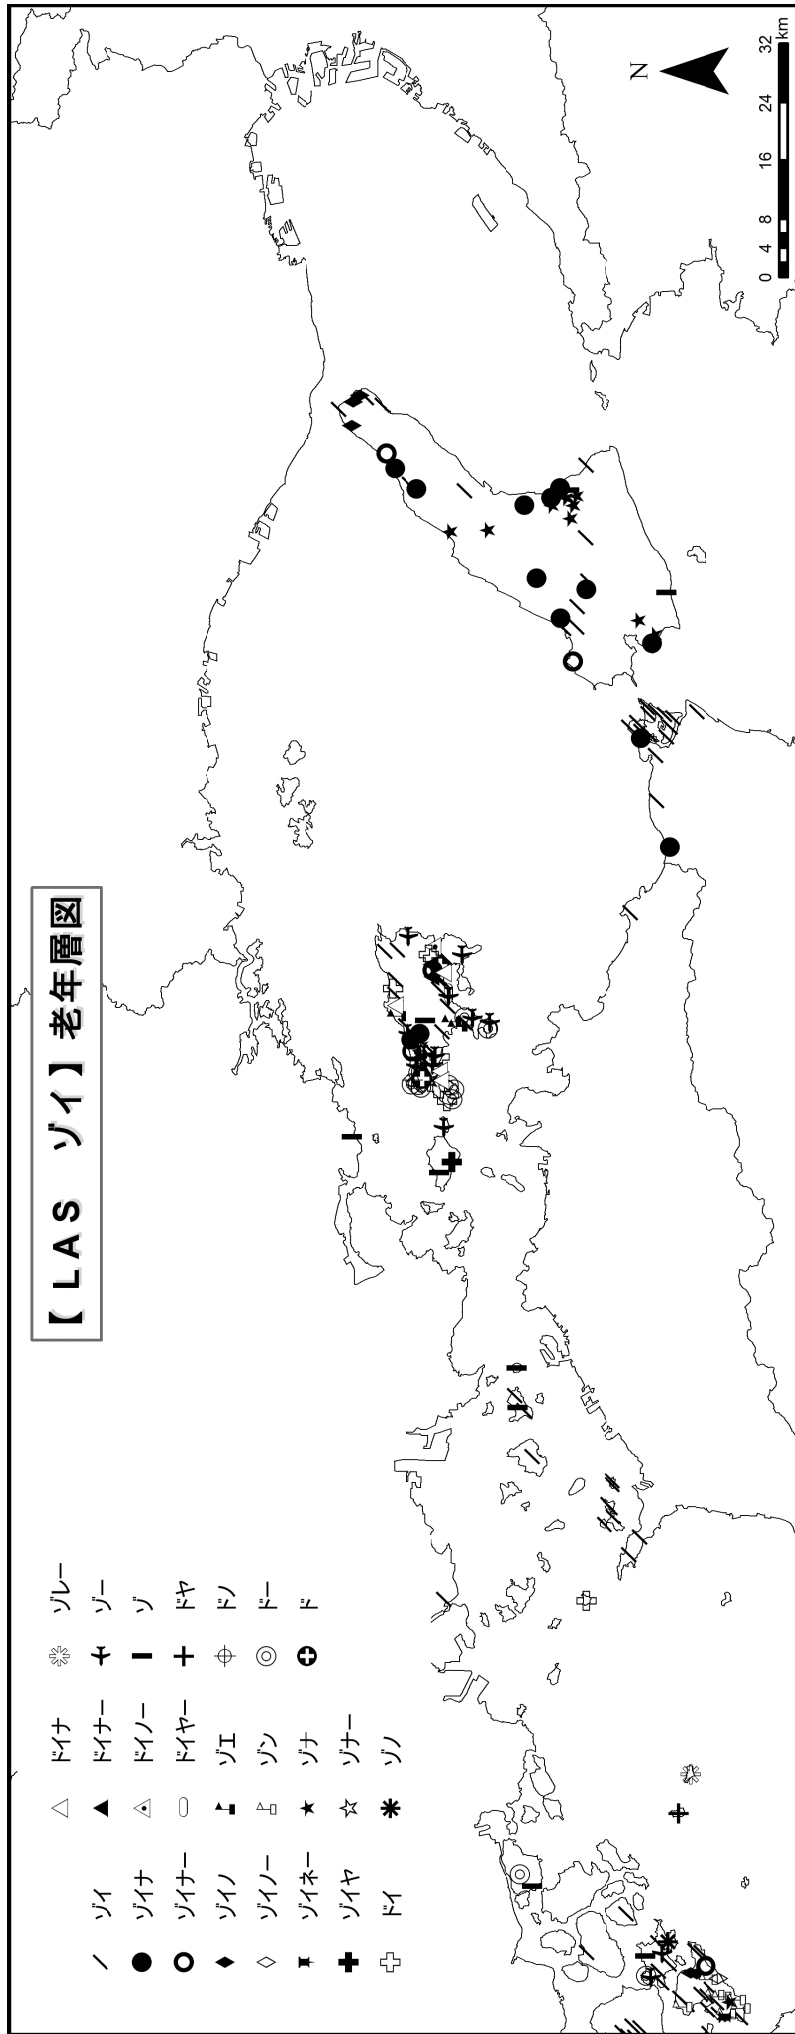 【 LAS　ゾイ 】 老年層図
ゾイ
ゾイナ
ゾイナー
ゾイノ
ゾイノー
ゾイネー
ゾイヤ
ドイ
ドイナ
ドイナー
ドイノー
ドイヤー
ゾエ
ゾン
ゾナ
ゾナー
ゾノ
ゾレー
ゾー
ゾ
ドヤ
ドノ
ドー
ド
N
0 4 8 16 24 32
km